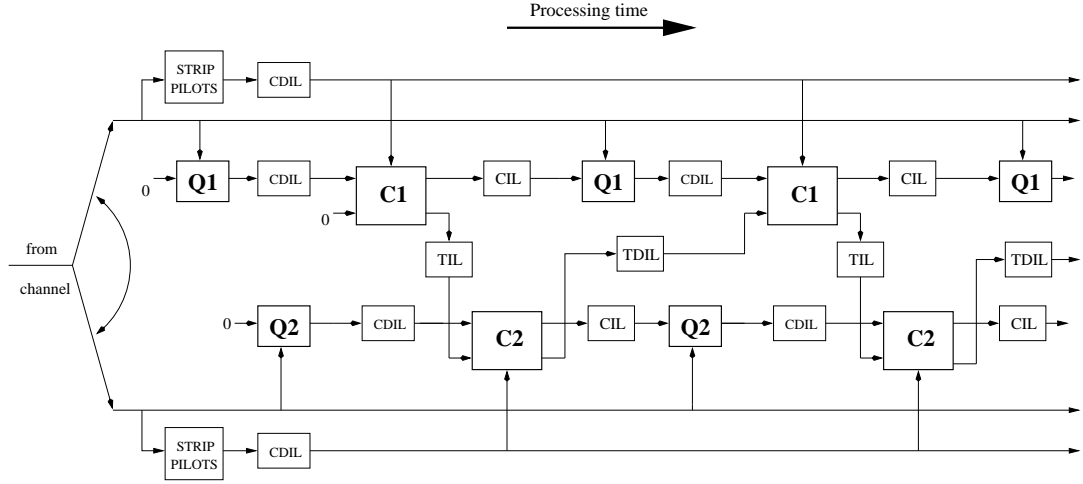 Processing time
STRIP
PILOTS
CDIL
Q1
CDIL
C1
CIL
Q1
CDIL
C1
CIL
Q1
0
0
from
channel
TIL
TDIL
TIL
TDIL
0
Q2
CDIL
C2
CIL
Q2
CDIL
C2
CIL
STRIP
PILOTS
CDIL